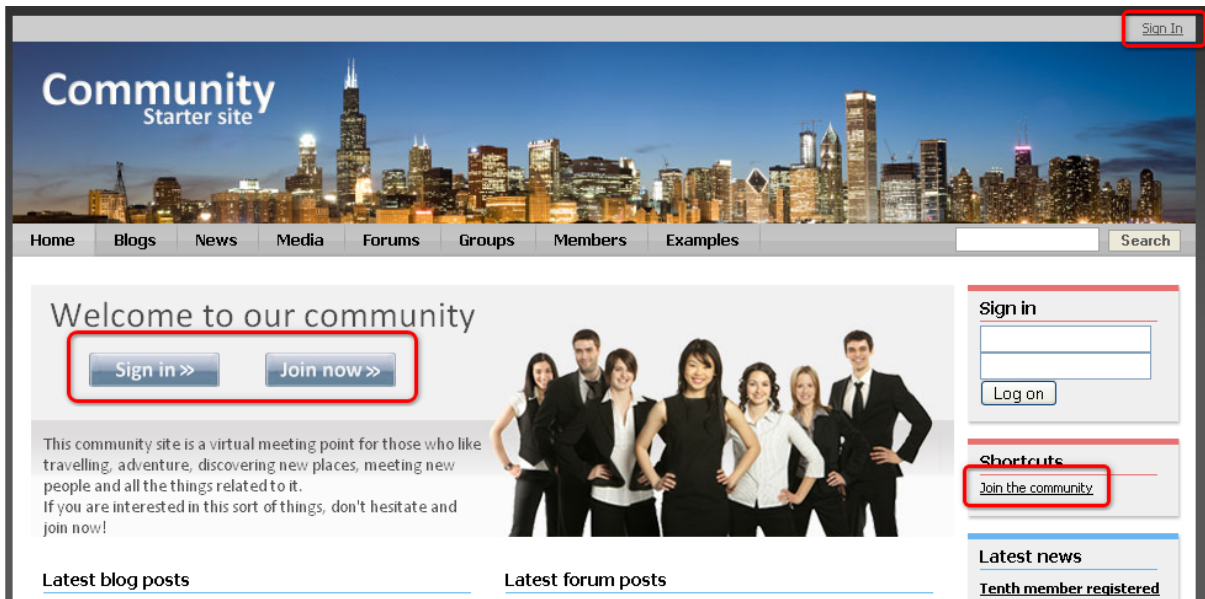 Sign In
Community
Starter site
Home Blogs News Media Forums Groups Members Examples Search
Welcome to our community
Sign in »
Join now »
This community site is a virtual meeting point for those who like
travelling, adventure, discovering new places, meeting new
people and all the things related to it.
If you are interested in this sort of things, don't hesitate and
join now!
Latest blog posts
Latest forum posts
Sign in
Log on
Shortcuts
Join the community
Latest news
Tenth member registered